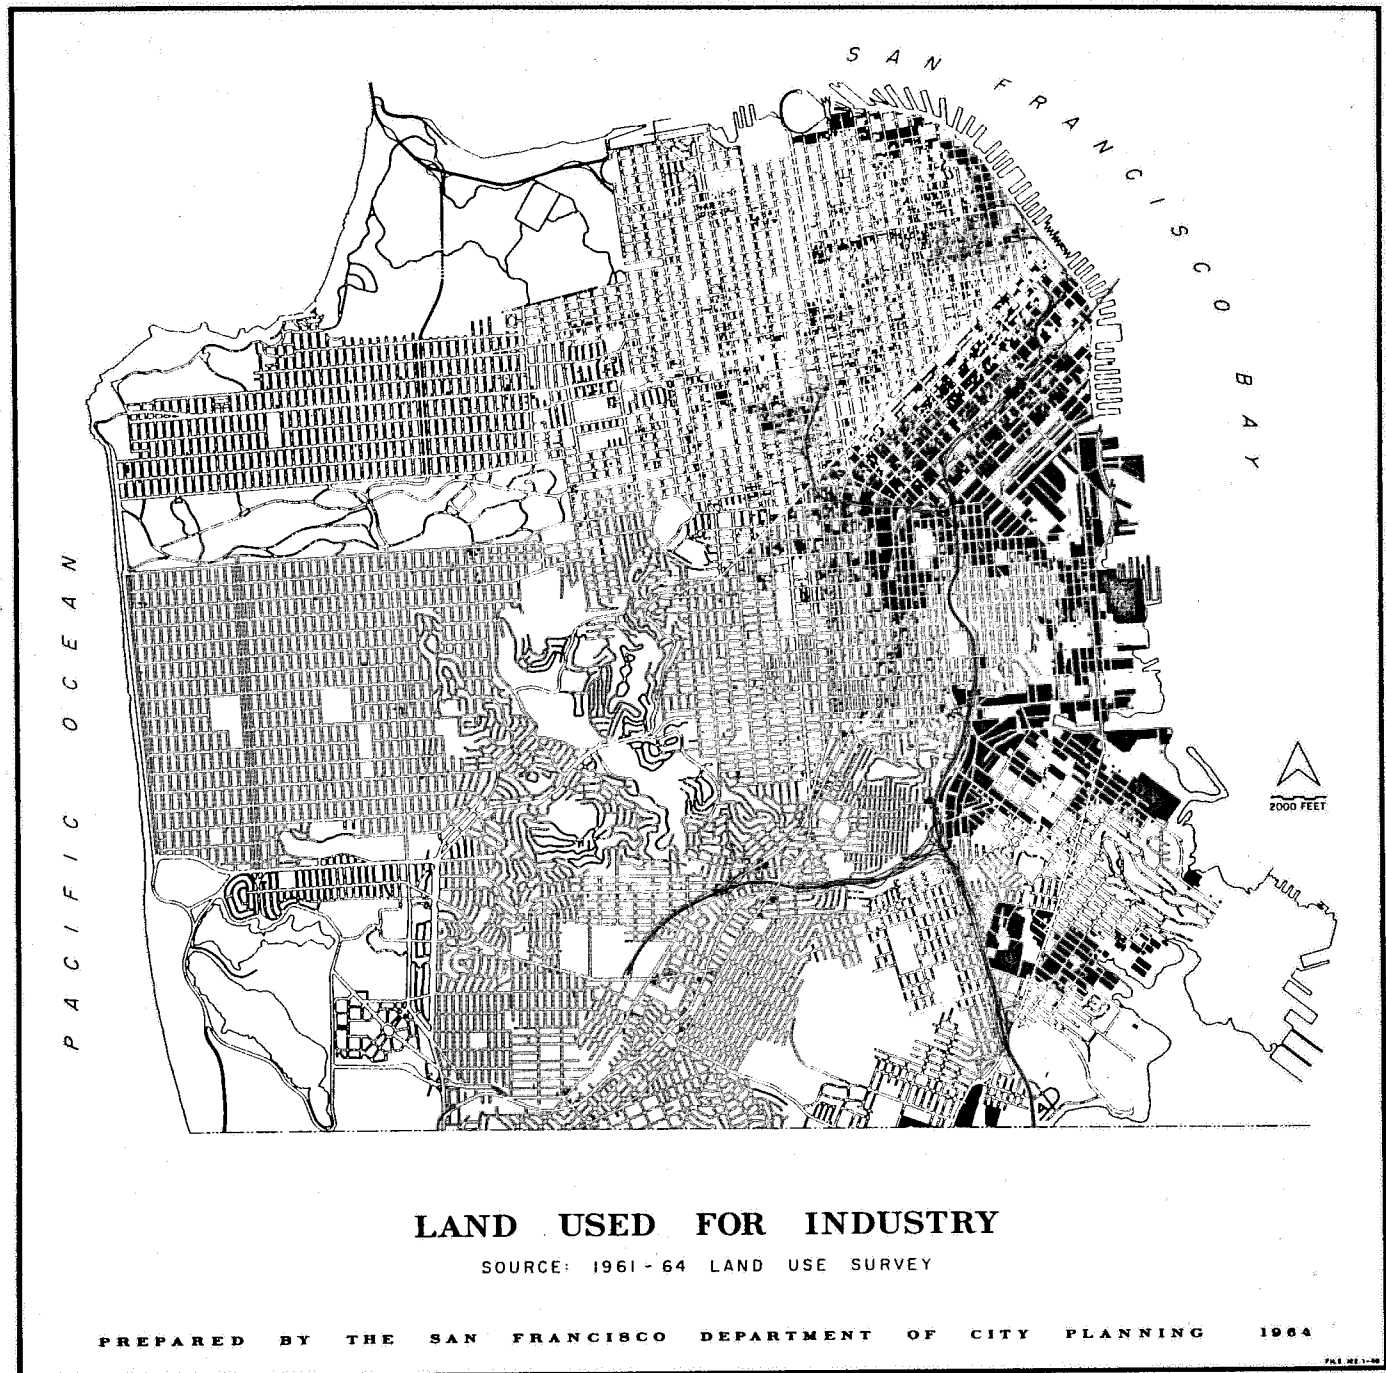 SAN FRANCISCO BAY
PACIFIC OCEAN
2000 FEET
LAND USED FOR INDUSTRY
SOURCE: 1961-64 LAND USE SURVEY
PREPARED BY THE SAN FRANCISCO DEPARTMENT OF CITY PLANNING 1964